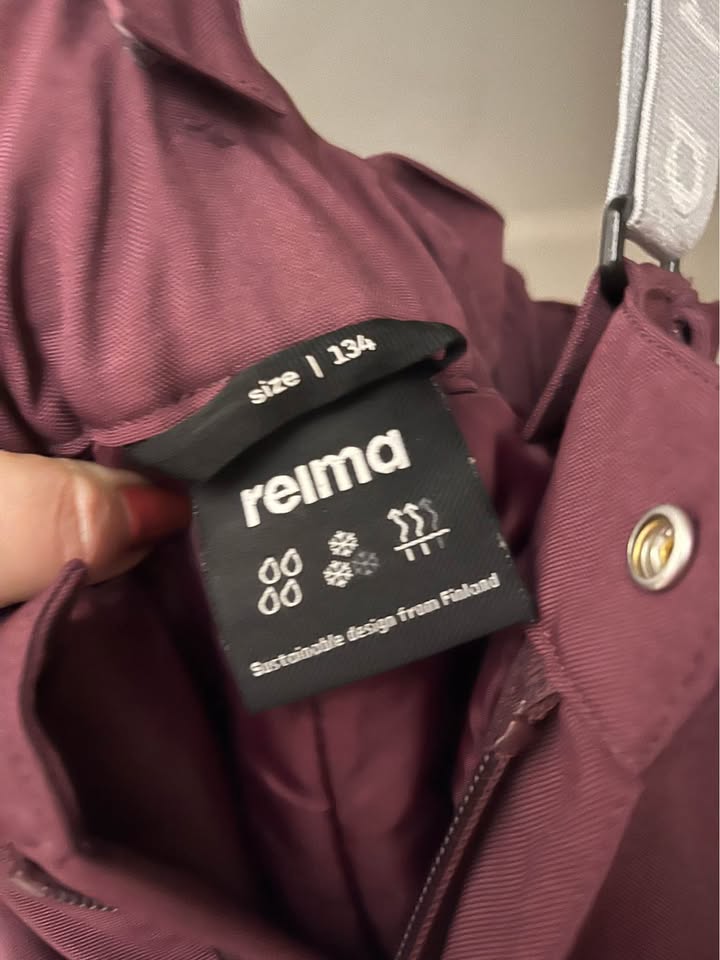 size | 134
reima
Sustainable design from Finland